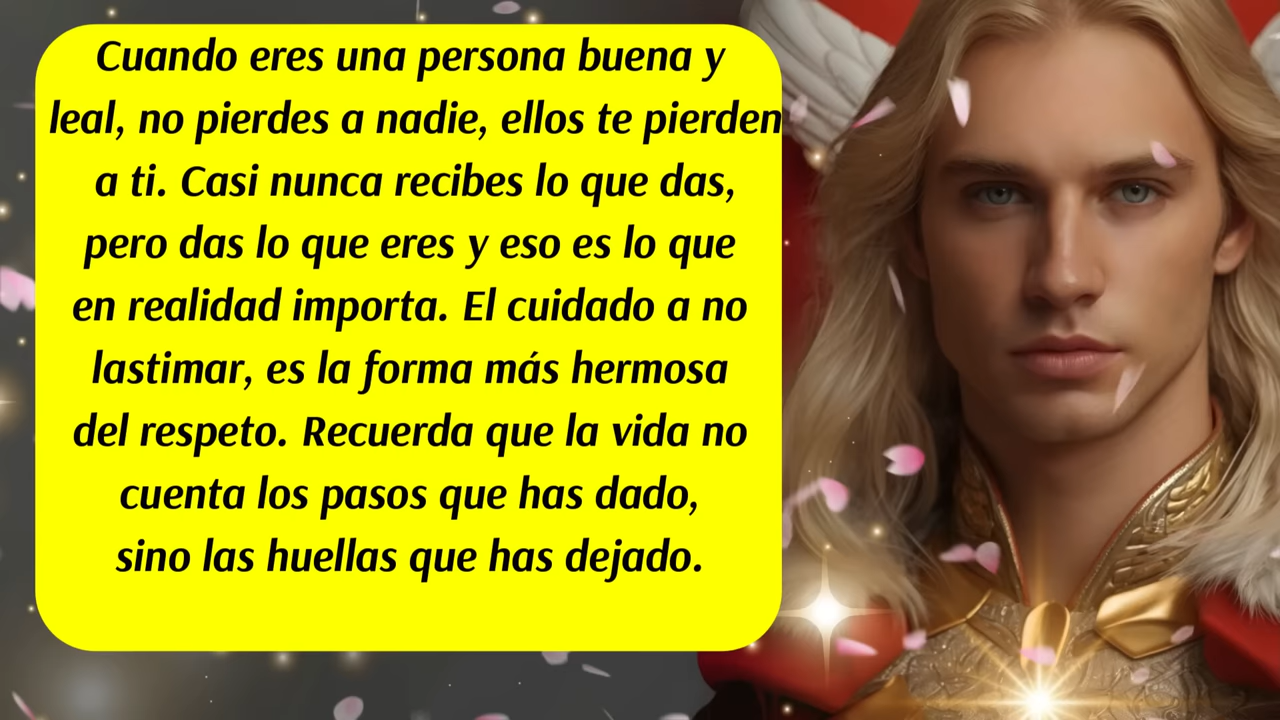 Cuando eres una persona buena y
leal, no pierdes a nadie, ellos te pierden
a ti. Casi nunca recibes lo que das,
pero das lo que eres y eso es lo que
en realidad importa. El cuidado a no
lastimar, es la forma más hermosa
del respeto. Recuerda que la vida no
cuenta los pasos que has dado,
sino las huellas que has dejado.